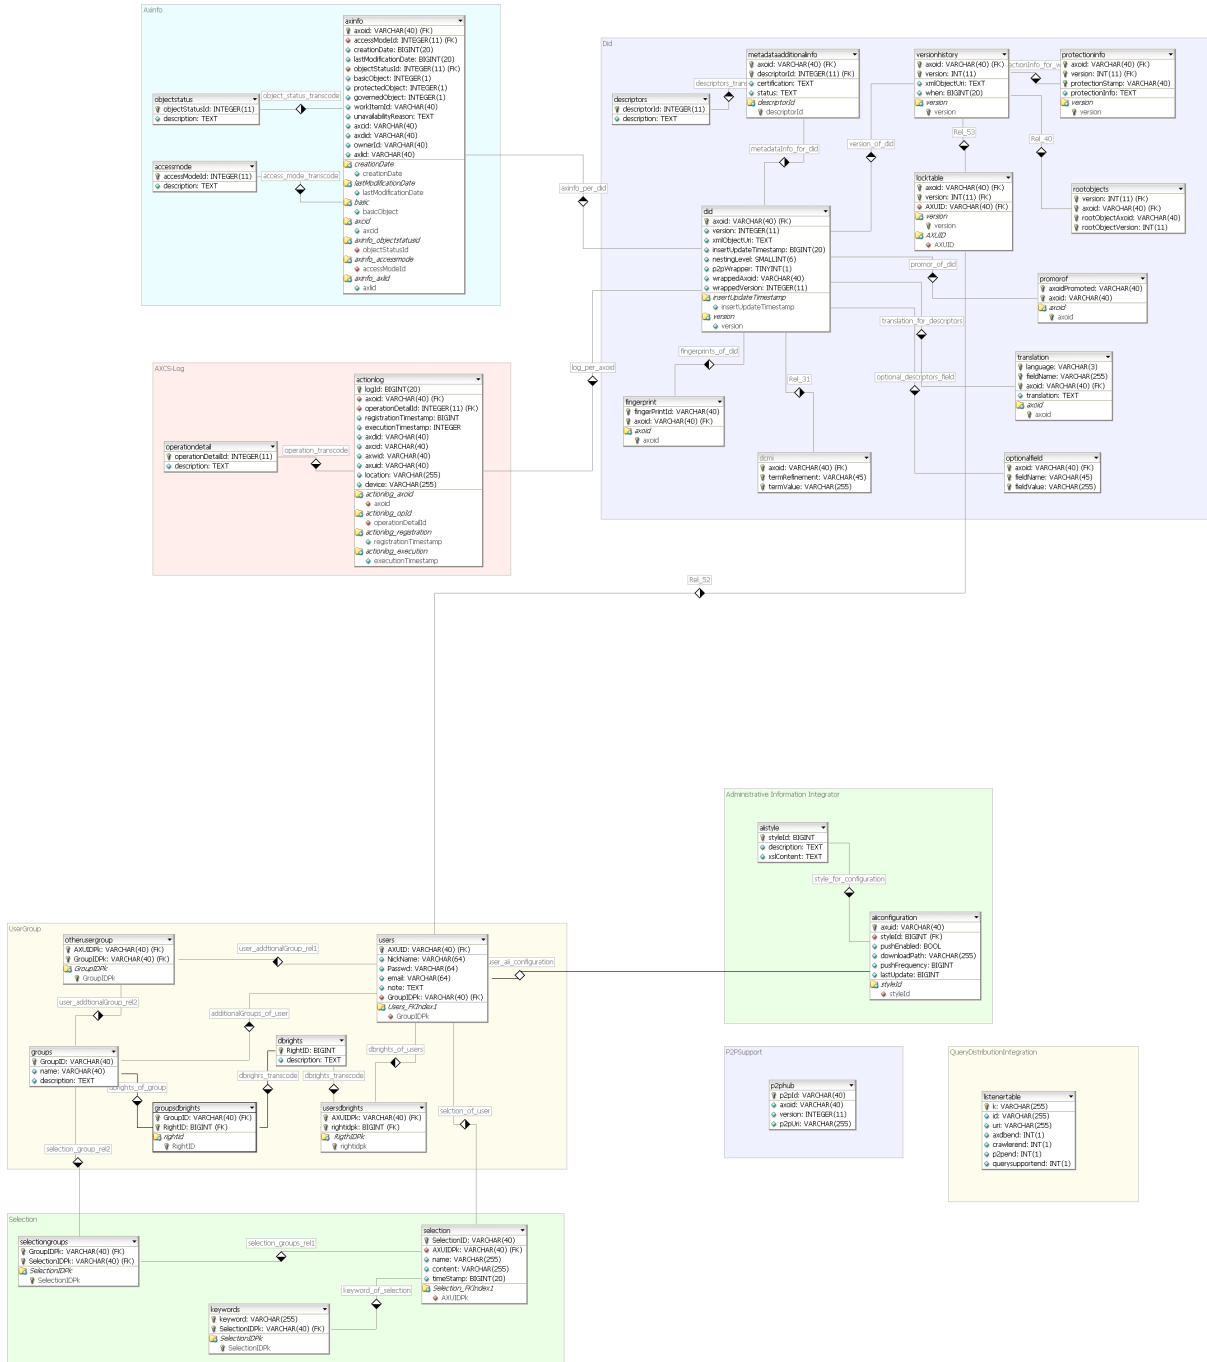 Axinfo
axinfo
axoid: VARCHAR(40) (FK)
accessModeId: INTEGER(11) (FK)
creationDate: BIGINT(20)
lastModificationDate: BIGINT(20)
objectStatusId: INTEGER(11) (FK)
basicObject: INTEGER(1)
protectedObject: INTEGER(1)
governedObject: INTEGER(1)
workItemId: VARCHAR(40)
unavailabilityReason: TEXT
axcid: VARCHAR(40)
axdid: VARCHAR(40)
ownerId: VARCHAR(40)
axlid: VARCHAR(40)
creationDate
creationDate
lastModificationDate
lastModificationDate
basic
basicObject
axcid
axcid
axinfo_objectstatusid
objectStatusId
axinfo_accessmode
accessModeId
axinfo_axlid
axlid
objectstatus
objectStatusId: INTEGER(11)
description: TEXT
object_status_transcode
accessmode
accessModeId: INTEGER(11)
description: TEXT
access_mode_transcode
axinfo_per_did
Did
metadataadditionalinfo
axoid: VARCHAR(40) (FK)
descriptorId: INTEGER(11) (FK)
certification: TEXT
status: TEXT
descriptorId
descriptorId
descriptors_tran
descriptors
descriptorId: INTEGER(11)
description: TEXT
metadataInfo_for_did
versionhistory
axoid: VARCHAR(40) (FK)
version: INT(11)
xmlObjectUri: TEXT
when: BIGINT(20)
version
version
version_of_did
protectioninfo
axoid: VARCHAR(40) (FK)
version: INT(11) (FK)
protectionStamp: VARCHAR(40)
protectionInfo: TEXT
version
version
Rel_53
Rel_40
locktable
axoid: VARCHAR(40) (FK)
version: INT(11) (FK)
AXUID: VARCHAR(40) (FK)
version
version
AXUID
AXUID
rootobjects
version: INT(11) (FK)
axoid: VARCHAR(40) (FK)
rootObjectAxoid: VARCHAR(40)
rootObjectVersion: INT(11)
did
axoid: VARCHAR(40) (FK)
version: INTEGER(11)
xmlObjectUri: TEXT
insertUpdateTimestamp: BIGINT(20)
nestingLevel: SMALLINT(6)
p2pWrapper: TINYINT(1)
wrappedAxoid: VARCHAR(40)
wrappedVersion: INTEGER(11)
insertUpdateTimestamp
insertUpdateTimestamp
version
version
promor_of_did
promorof
axoidPromoted: VARCHAR(40)
axoid: VARCHAR(40)
axoid
axoid
translation_for_descriptors
translation
language: VARCHAR(3)
fieldName: VARCHAR(255)
axoid: VARCHAR(40) (FK)
translation: TEXT
axoid
axoid
optional_descriptors_field
optionalfield
axoid: VARCHAR(40) (FK)
fieldName: VARCHAR(45)
fieldValue: VARCHAR(255)
fingerprints_of_did
fingerprint
fingerPrintId: VARCHAR(40)
axoid: VARCHAR(40) (FK)
axoid
axoid
Rel_31
dcmi
axoid: VARCHAR(40) (FK)
termRefinement: VARCHAR(45)
termValue: VARCHAR(255)
log_per_axoid
AXCS-Log
actionlog
logId: BIGINT(20)
axoid: VARCHAR(40) (FK)
operationDetailId: INTEGER(11) (FK)
registrationTimestamp: BIGINT
executionTimestamp: INTEGER
axdid: VARCHAR(40)
axcid: VARCHAR(40)
axwid: VARCHAR(40)
axuid: VARCHAR(40)
location: VARCHAR(255)
device: VARCHAR(255)
actionlog_axoid
axoid
actionlog_opId
operationDetailId
actionlog_registration
registrationTimestamp
actionlog_execution
executionTimestamp
operationdetail
operationDetailId: INTEGER(11)
description: TEXT
operation_transcode
Rel_52
Administrative Information Integrator
aiistyle
styleId: BIGINT
description: TEXT
xslContent: TEXT
style_for_configuration
aiiconfiguration
axuid: VARCHAR(40)
styleId: BIGINT (FK)
pushEnabled: BOOL
downloadPath: VARCHAR(255)
pushFrequency: BIGINT
lastUpdate: BIGINT
styleId
styleId
UserGroup
otherusergroup
AXUIDPk: VARCHAR(40) (FK)
GroupIDPk: VARCHAR(40) (FK)
GroupIDPk
GroupIDPk
user_addtionalGroup_rel1
users
AXUID: VARCHAR(40) (FK)
NickName: VARCHAR(64)
Passwd: VARCHAR(64)
email: VARCHAR(64)
note: TEXT
GroupIDPk: VARCHAR(40) (FK)
Users_FKIndex1
GroupIDPk
user_aii_configuration
user_addtionalGroup_rel2
additionalGroups_of_user
groups
GroupID: VARCHAR(40)
name: VARCHAR(40)
description: TEXT
dbrights_of_group
dbrights
RightID: BIGINT
description: TEXT
dbrights_of_users
dbrighrs_transcode
dbrights_transcode
groupsdbrights
GroupID: VARCHAR(40) (FK)
RightID: BIGINT (FK)
rightid
RightID
usersdbrights
AXUIDPk: VARCHAR(40) (FK)
rightidpk: BIGINT (FK)
RigthIDPk
rightidpk
selction_of_user
selection_group_rel2
P2PSupport
p2phub
p2pId: VARCHAR(40)
axoid: VARCHAR(40)
version: INTEGER(11)
p2pUri: VARCHAR(255)
QueryDistributionIntegration
listenertable
k: VARCHAR(255)
id: VARCHAR(255)
uri: VARCHAR(255)
axdbend: INT(1)
crawlerend: INT(1)
p2pend: INT(1)
querysupportend: INT(1)
Selection
selectiongroups
GroupIDPk: VARCHAR(40) (FK)
SelectionIDPk: VARCHAR(40) (FK)
SelectionIDPk
SelectionIDPk
selection_groups_rel1
selection
SelectionID: VARCHAR(40)
AXUIDPk: VARCHAR(40) (FK)
name: VARCHAR(255)
content: VARCHAR(255)
timeStamp: BIGINT(20)
Selection_FKIndex1
AXUIDPk
keyword_of_selection
keywords
keyword: VARCHAR(255)
SelectionIDPk: VARCHAR(40) (FK)
SelectionIDPk
SelectionIDPk